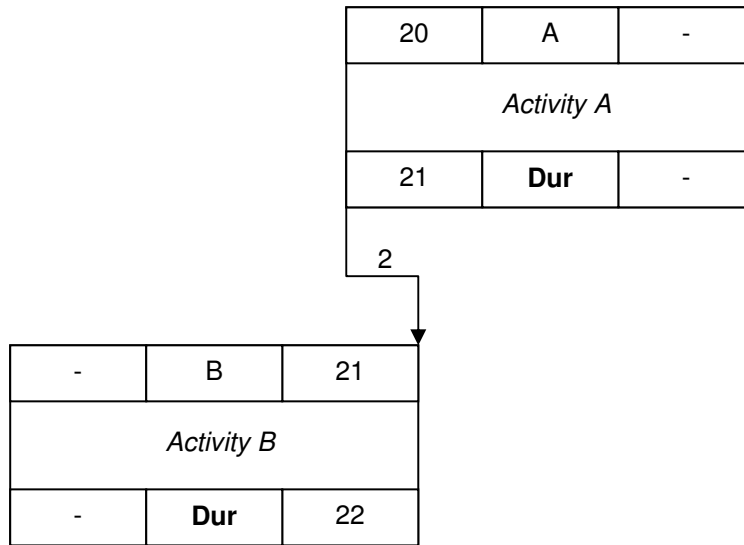 20 A -
Activity A
21 Dur -
2
- B 21
Activity B
- Dur 22